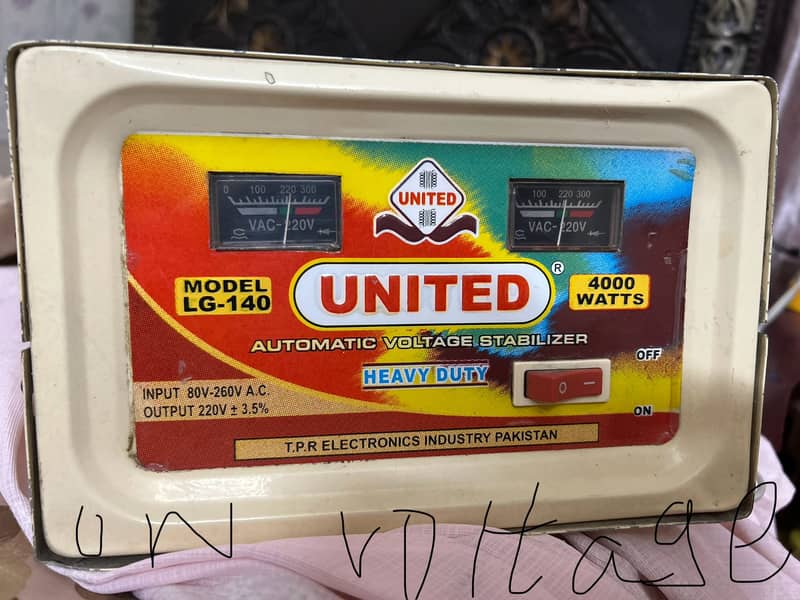 0 100 220 300
VAC-220V
UNITED
100 220 300
VAC-220V
MODEL
LG-140
UNITED ®
4000
WATTS
AUTOMATIC VOLTAGE STABILIZER
HEAVY DUTY
OFF
ON
INPUT 80V-260V A.C.
OUTPUT 220V ± 3.5%
T.P.R ELECTRONICS INDUSTRY PAKISTAN
on voltage